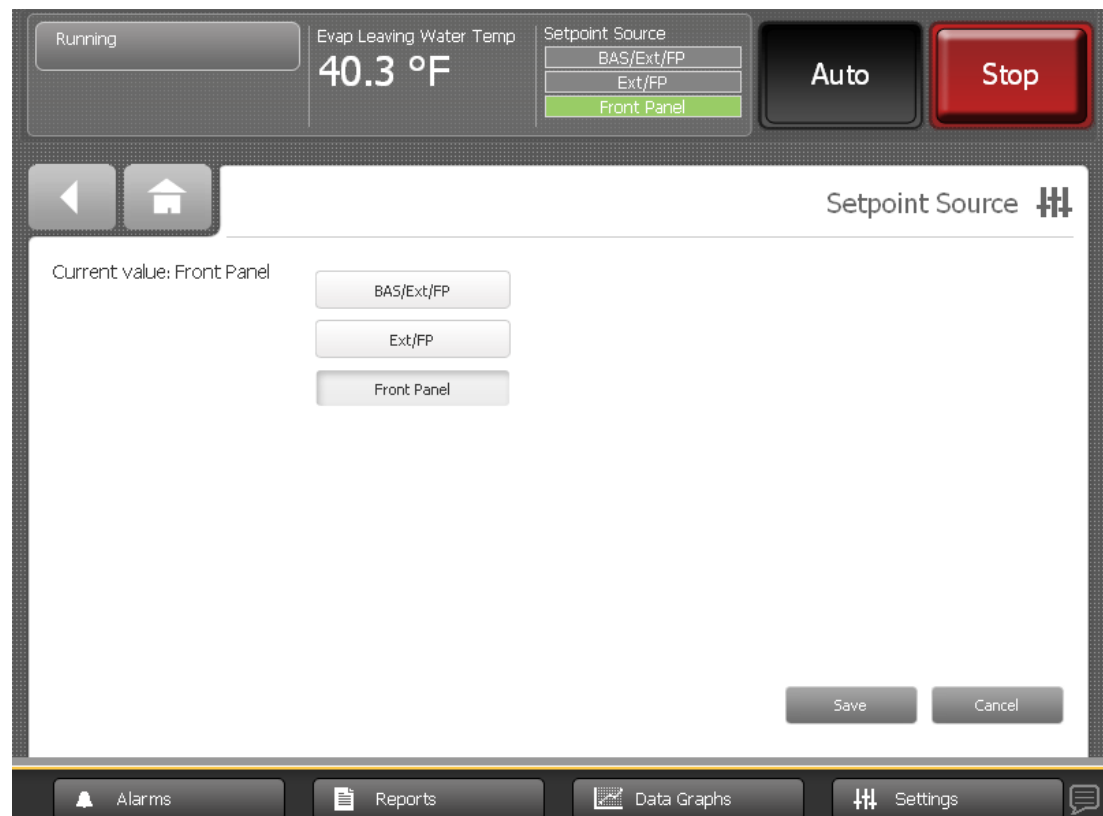 Running
Evap Leaving Water Temp
40.3 °F
Setpoint Source
BAS/Ext/FP
Ext/FP
Front Panel
Auto
Stop
Setpoint Source
Current value: Front Panel
BAS/Ext/FP
Ext/FP
Front Panel
Save
Cancel
Alarms
Reports
Data Graphs
Settings